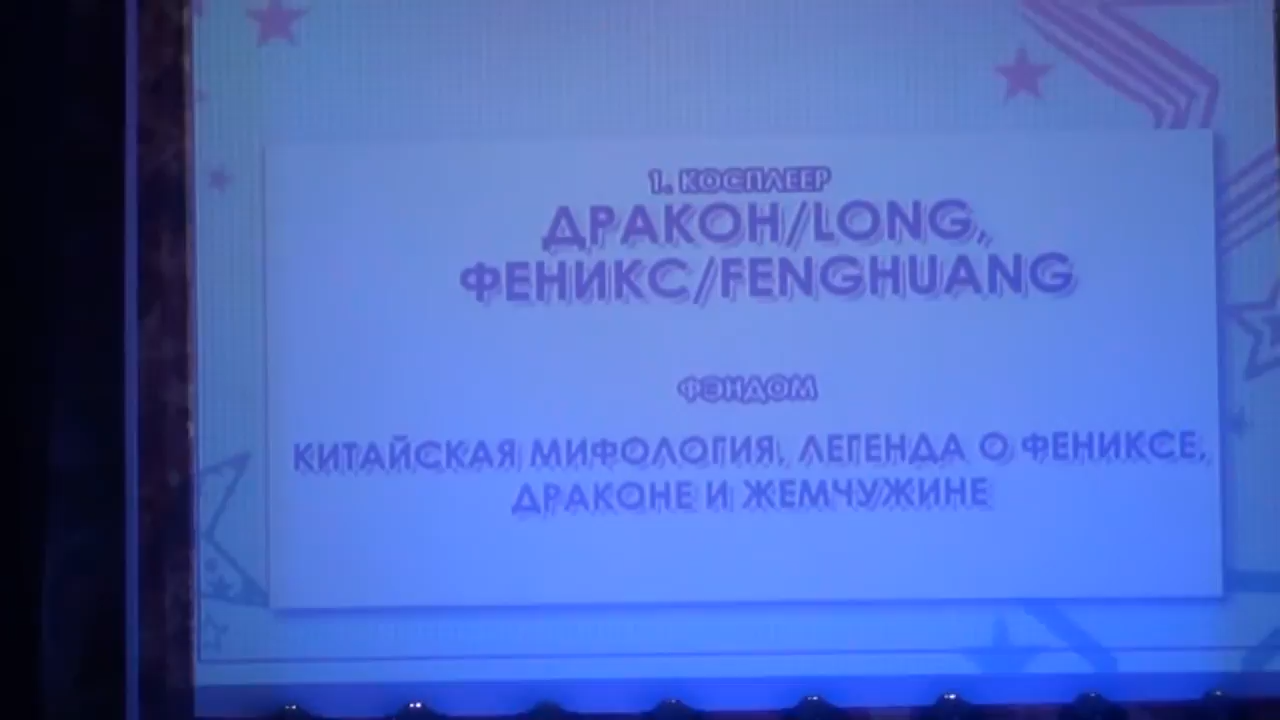 1. КОСПЛЕЕР
ДРАКОН/LONG,
ФЕНИКС/FENGHUANG
ФЭНДОМ
КИТАЙСКАЯ МИФОЛОГИЯ, ЛЕГЕНДА О ФЕНИКСЕ,
ДРАКОНЕ И ЖЕМЧУЖИНЕ